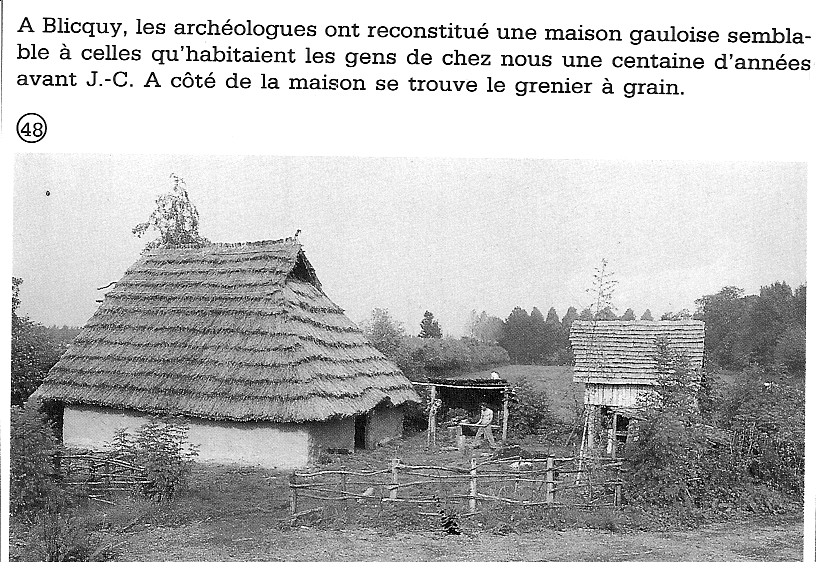 A Blicquy, les archéologues ont reconstitué une maison gauloise sembla-
ble à celles qu'habitaient les gens de chez nous une centaine d'années
avant J.-C. A côté de la maison se trouve le grenier à grain.
48